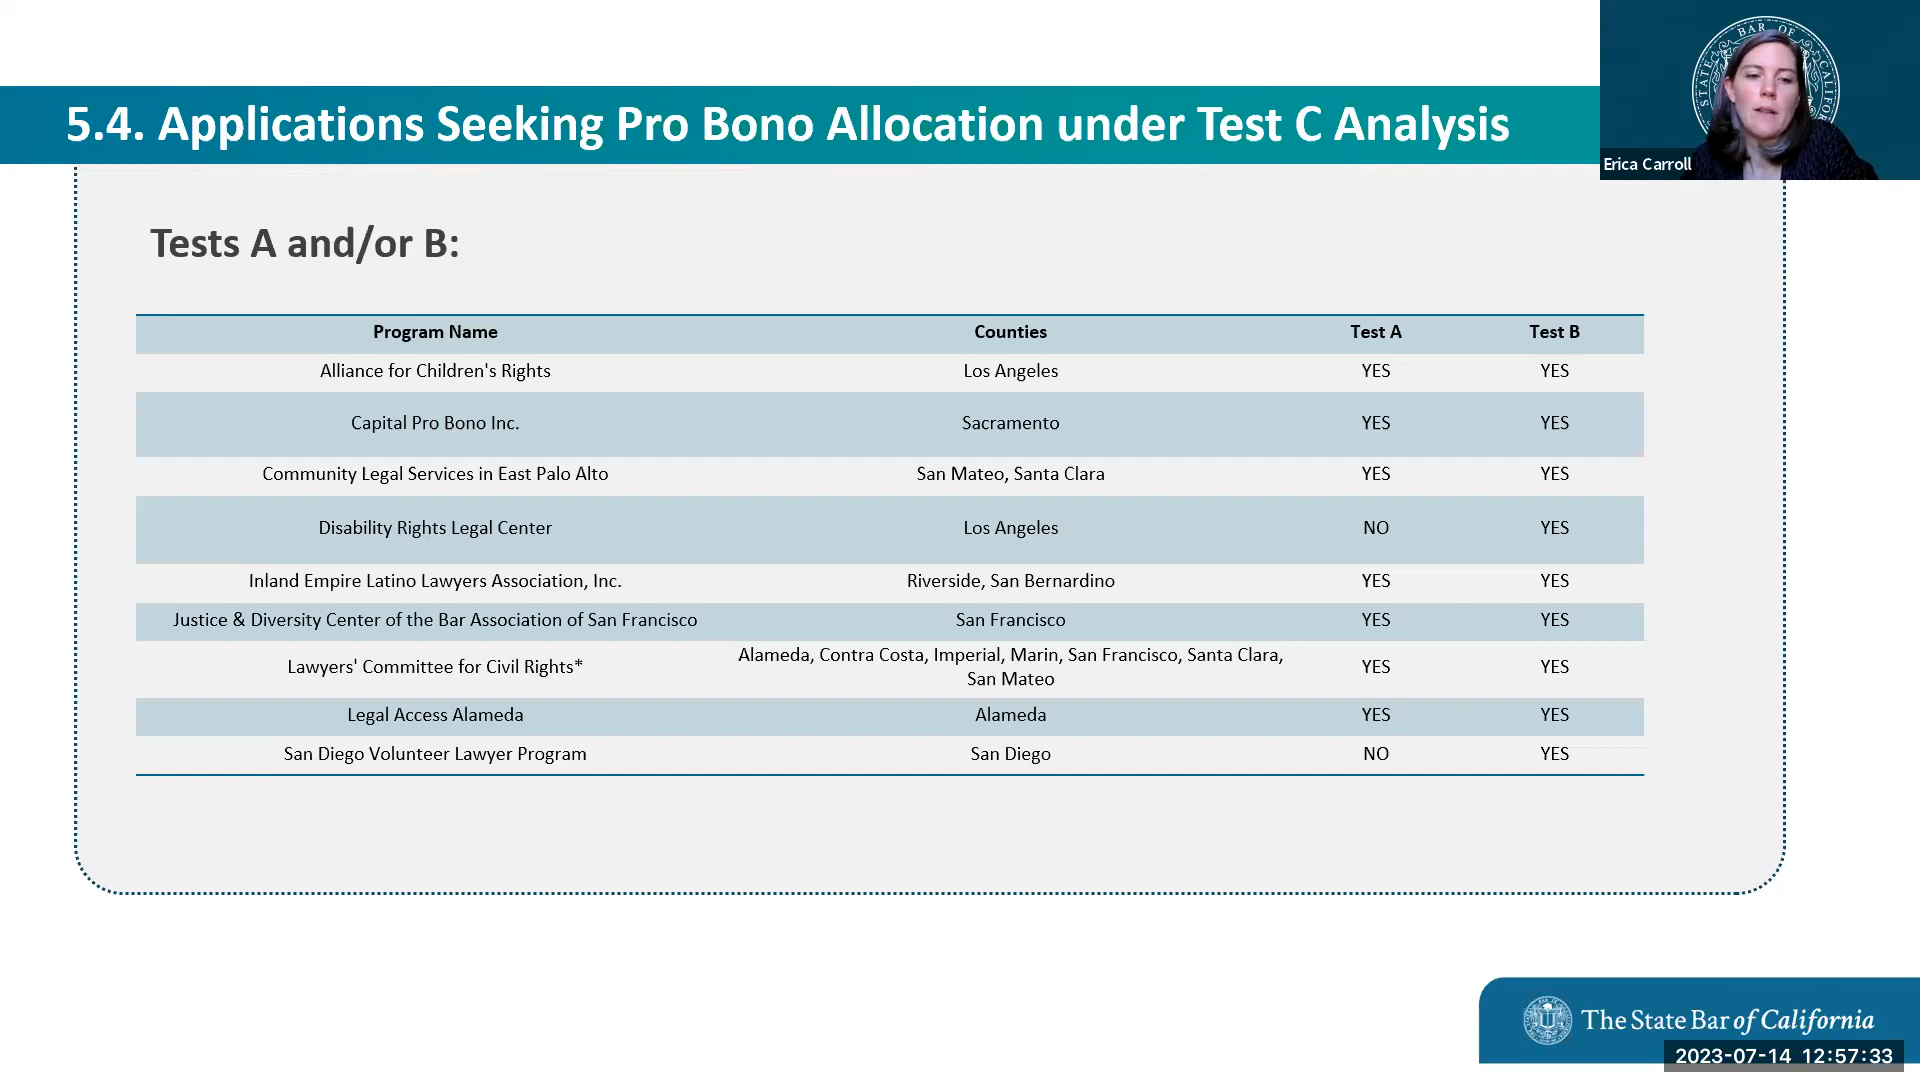 5.4. Applications Seeking Pro Bono Allocation under Test C Analysis
STATE BAR OF CALIFOR
Erica Carroll
Tests A and/or B:
Program Name Counties Test A Test B
Alliance for Children's Rights Los Angeles YES YES
Capital Pro Bono Inc. Sacramento YES YES
Community Legal Services in East Palo Alto San Mateo, Santa Clara YES YES
Disability Rights Legal Center Los Angeles NO YES
Inland Empire Latino Lawyers Association, Inc. Riverside, San Bernardino YES YES
Justice & Diversity Center of the Bar Association of San Francisco San Francisco YES YES
Lawyers' Committee for Civil Rights* Alameda, Contra Costa, Imperial, Marin, San Francisco, Santa Clara, YES YES
San Mateo
Legal Access Alameda Alameda YES YES
San Diego Volunteer Lawyer Program San Diego NO YES
The State Bar of California
2023-07-14 12:57:33